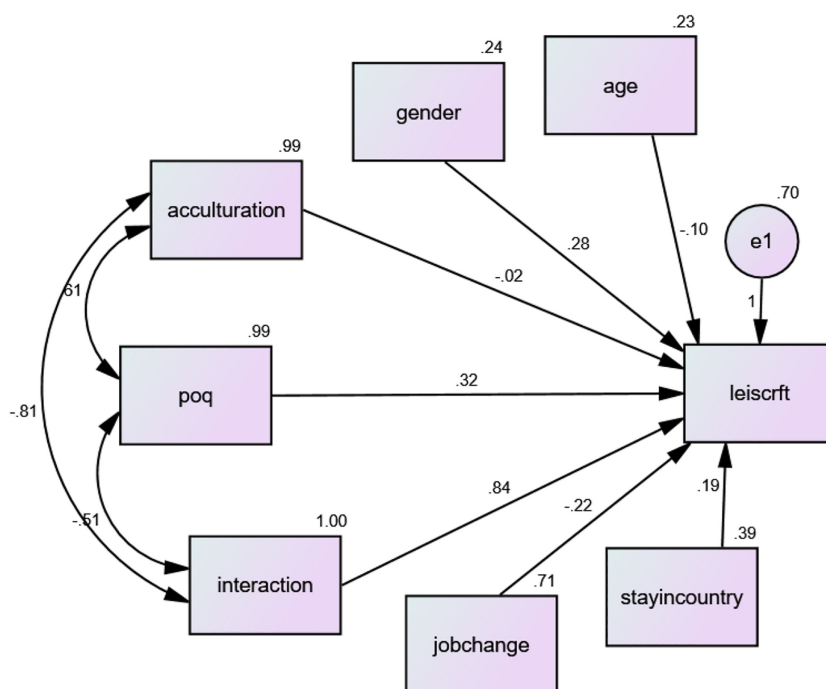 .23
.24
age
gender
.99
.70
acculturation
-.10
e1
.28
-.02
61
1
.99
.32
leiscrft
poq
-.81
.84
.19
-.22
-.51
1.00
.39
.71
interaction
stayincountry
jobchange